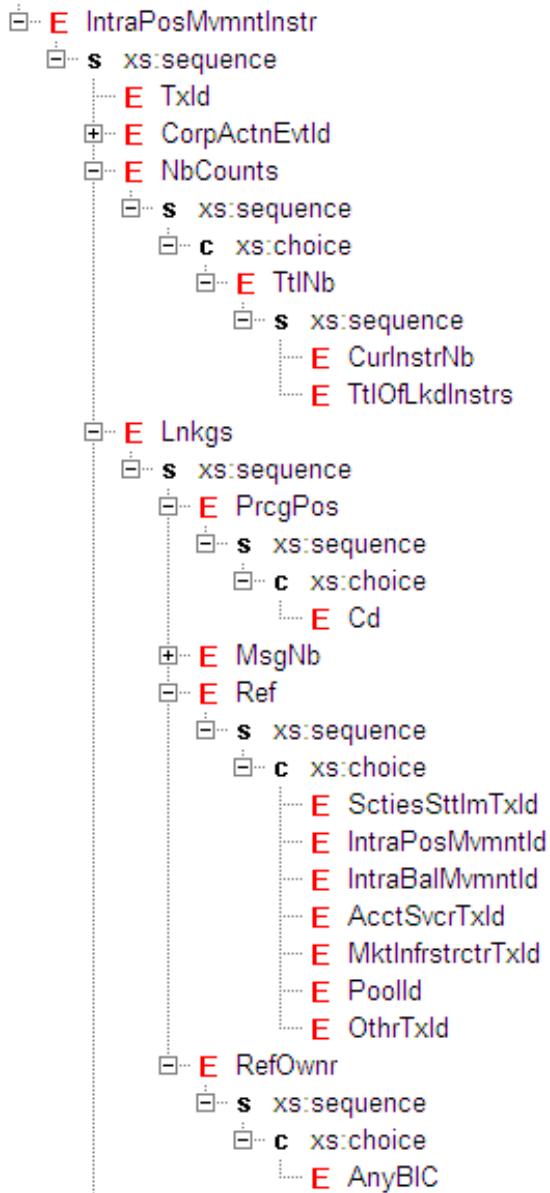 E IntraPosMvmntInstr
s xs:sequence
E TxId
E CorpActnEvtId
E NbCounts
s xs:sequence
c xs:choice
E TtlNb
s xs:sequence
E CurInstrNb
E TtlOfLkdInstrs
E Lnkgs
s xs:sequence
E PrcgPos
s xs:sequence
c xs:choice
E Cd
E MsgNb
E Ref
s xs:sequence
c xs:choice
E SctiesSttlmTxId
E IntraPosMvmntId
E IntraBalMvmntId
E AcctSvcrTxId
E MktInfrstrctrTxId
E PoolId
E OthrTxId
E RefOwnr
s xs:sequence
c xs:choice
E AnyBIC